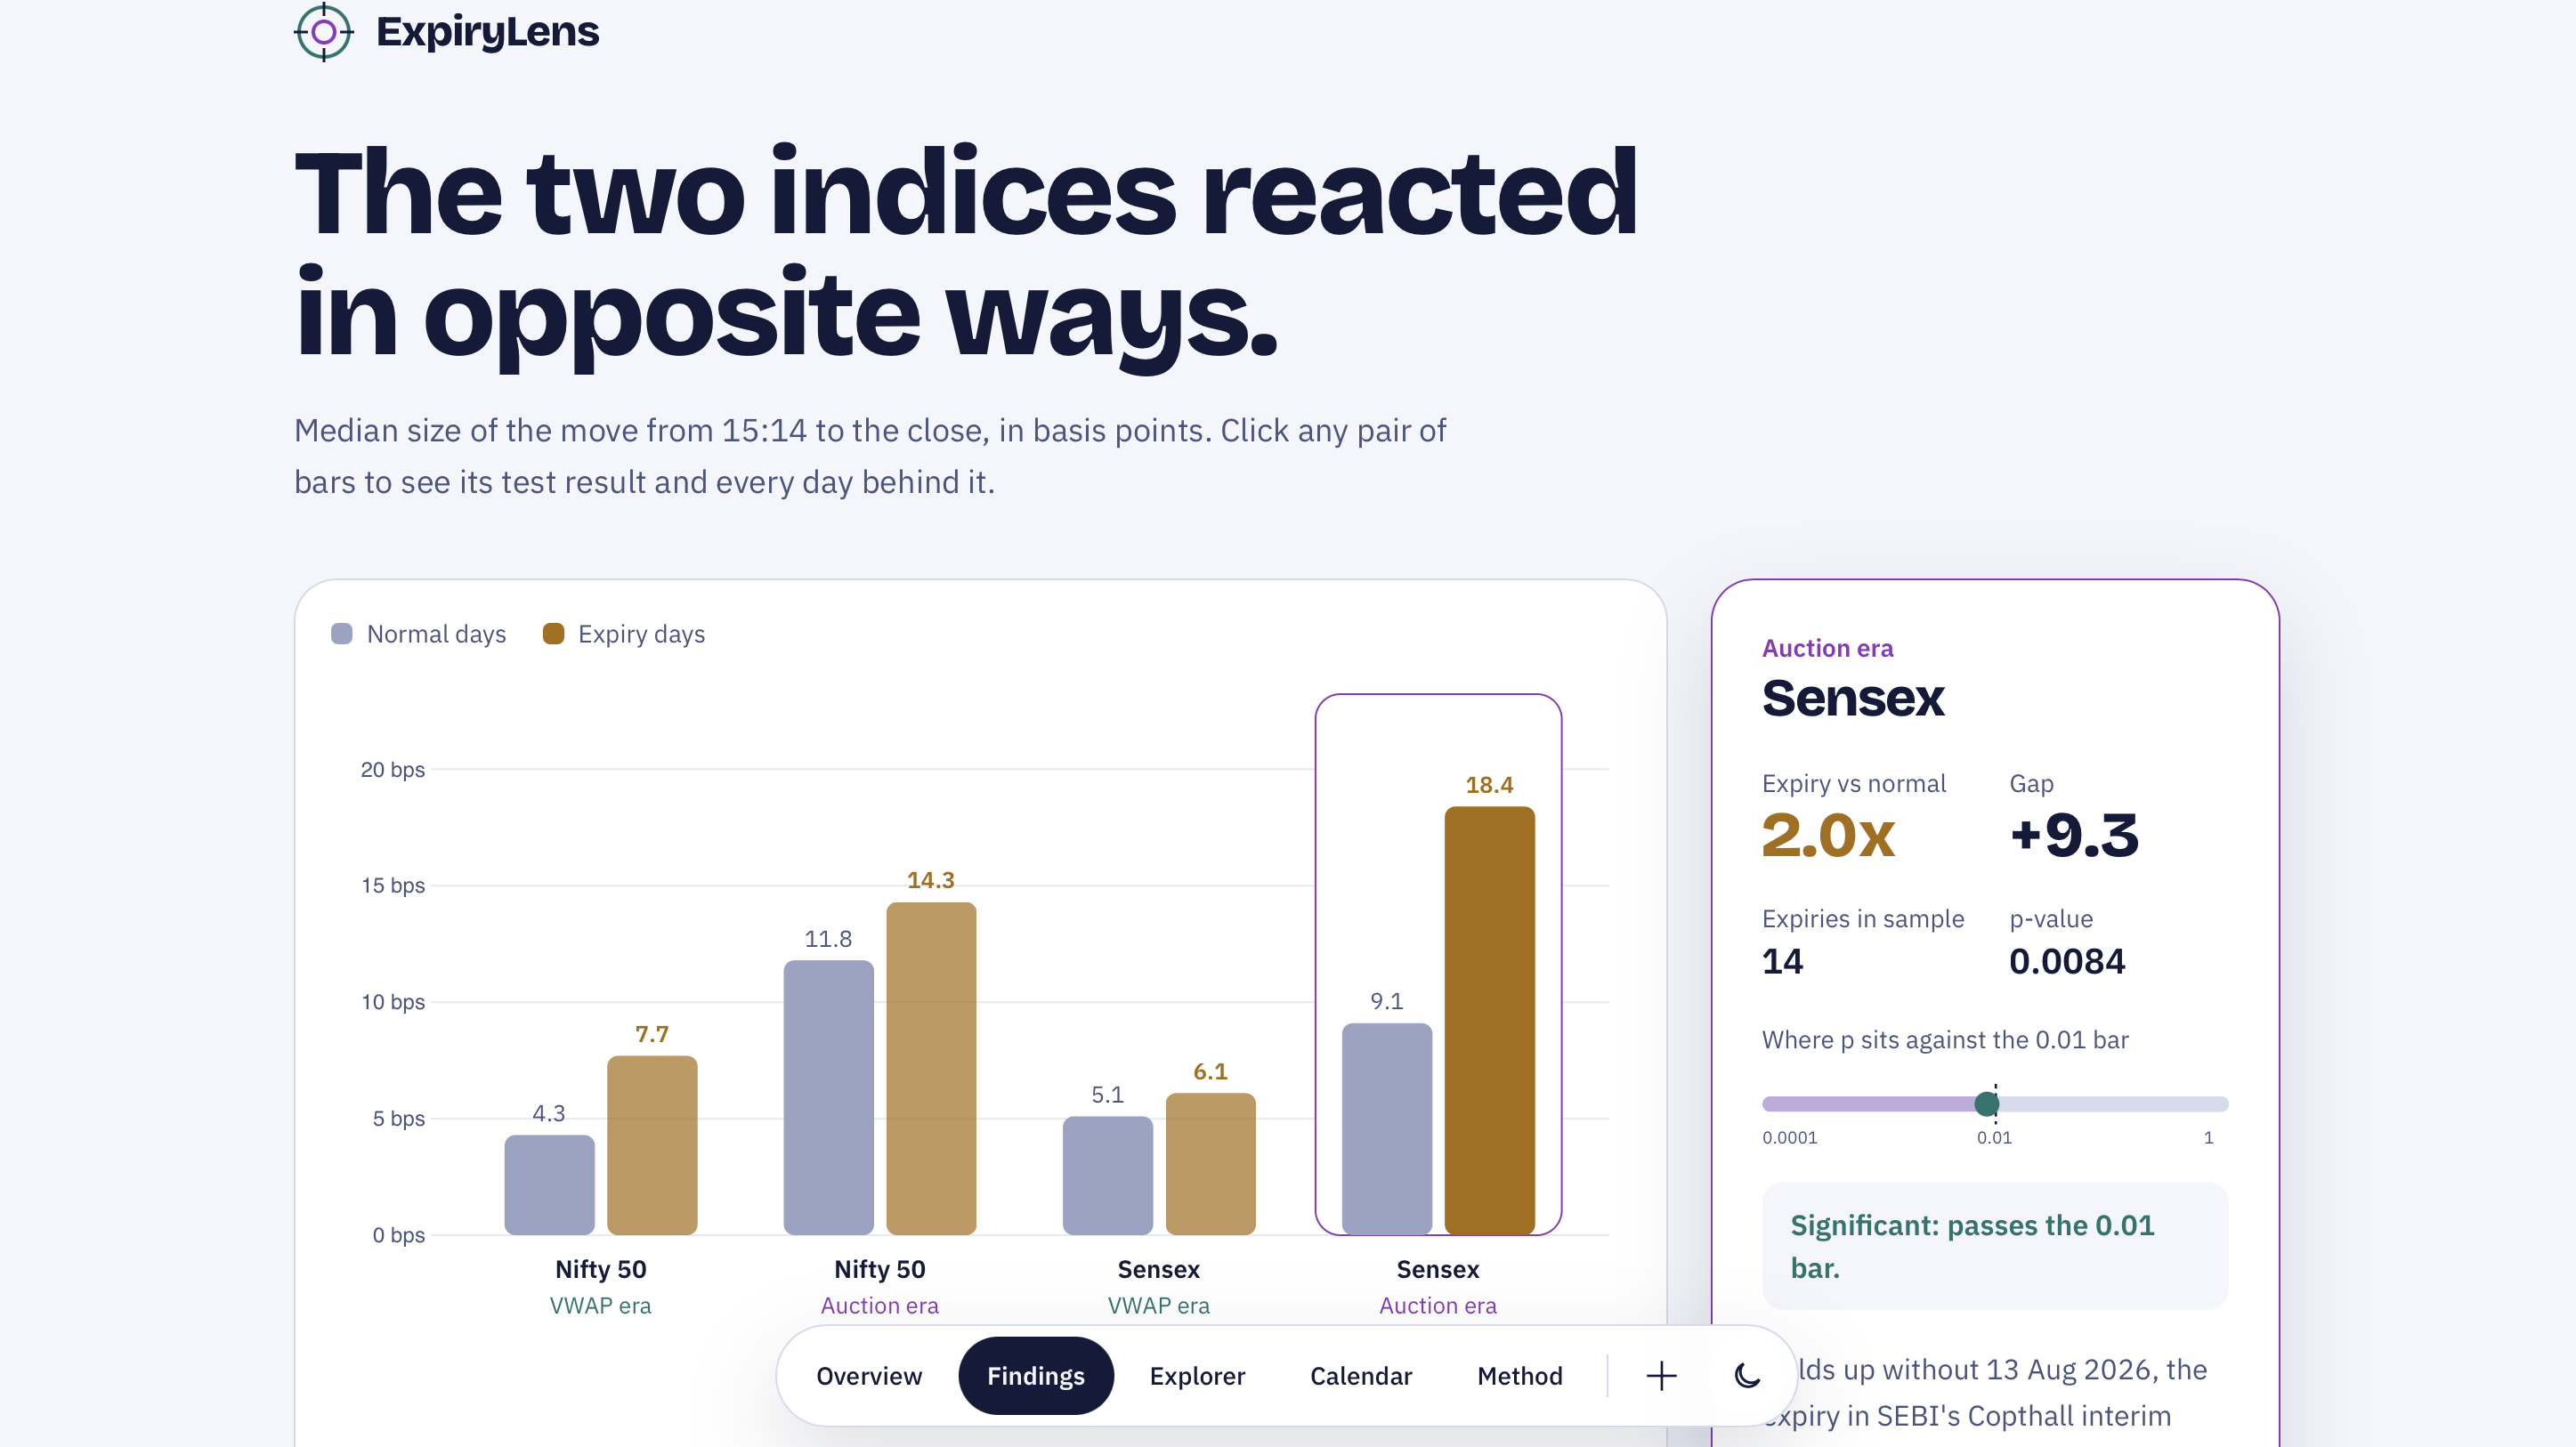 ExpiryLens
The two indices reacted
in opposite ways.
Median size of the move from 15:14 to the close, in basis points. Click any pair of
bars to see its test result and every day behind it.
Normal days
Expiry days
20 bps
15 bps
10 bps
5 bps
0 bps
4.3
7.7
11.8
14.3
5.1
6.1
9.1
18.4
Nifty 50
VWAP era
Nifty 50
Auction era
Sensex
VWAP era
Sensex
Auction era
Auction era
Sensex
Expiry vs normal
2.0x
Gap
+9.3
Expiries in sample
14
p-value
0.0084
Where p sits against the 0.01 bar
0.0001
0.01
1
Significant: passes the 0.01
bar.
up without 13 Aug 2026, the
expiry in SEBI's Copthall interim
Overview
Findings
Explorer
Calendar
Method